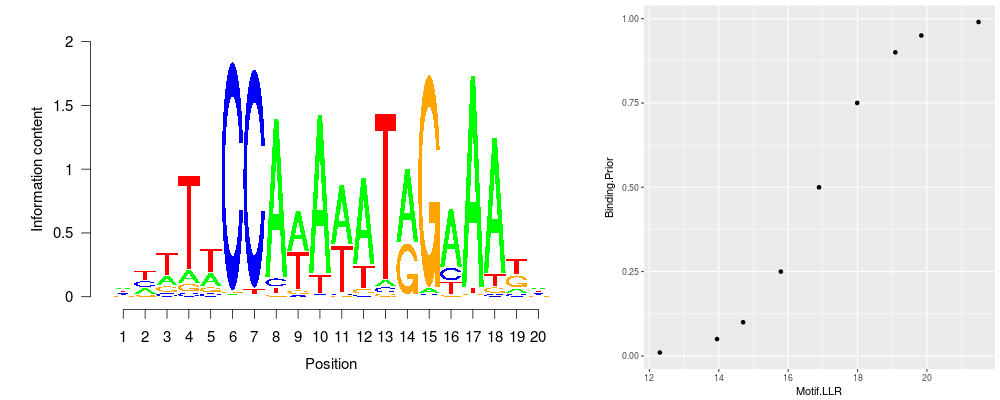 2
1.5
1
0.5
0
Information content
TTTTCCAAAAATAGAAAT
1 2 3 4 5 6 7 8 9 10 11 12 13 14 15 16 17 18 19 20
Position
1.00
0.75
0.50
0.25
0.00
Binding.Prior
12 14 16 18 20
Motif.LLR